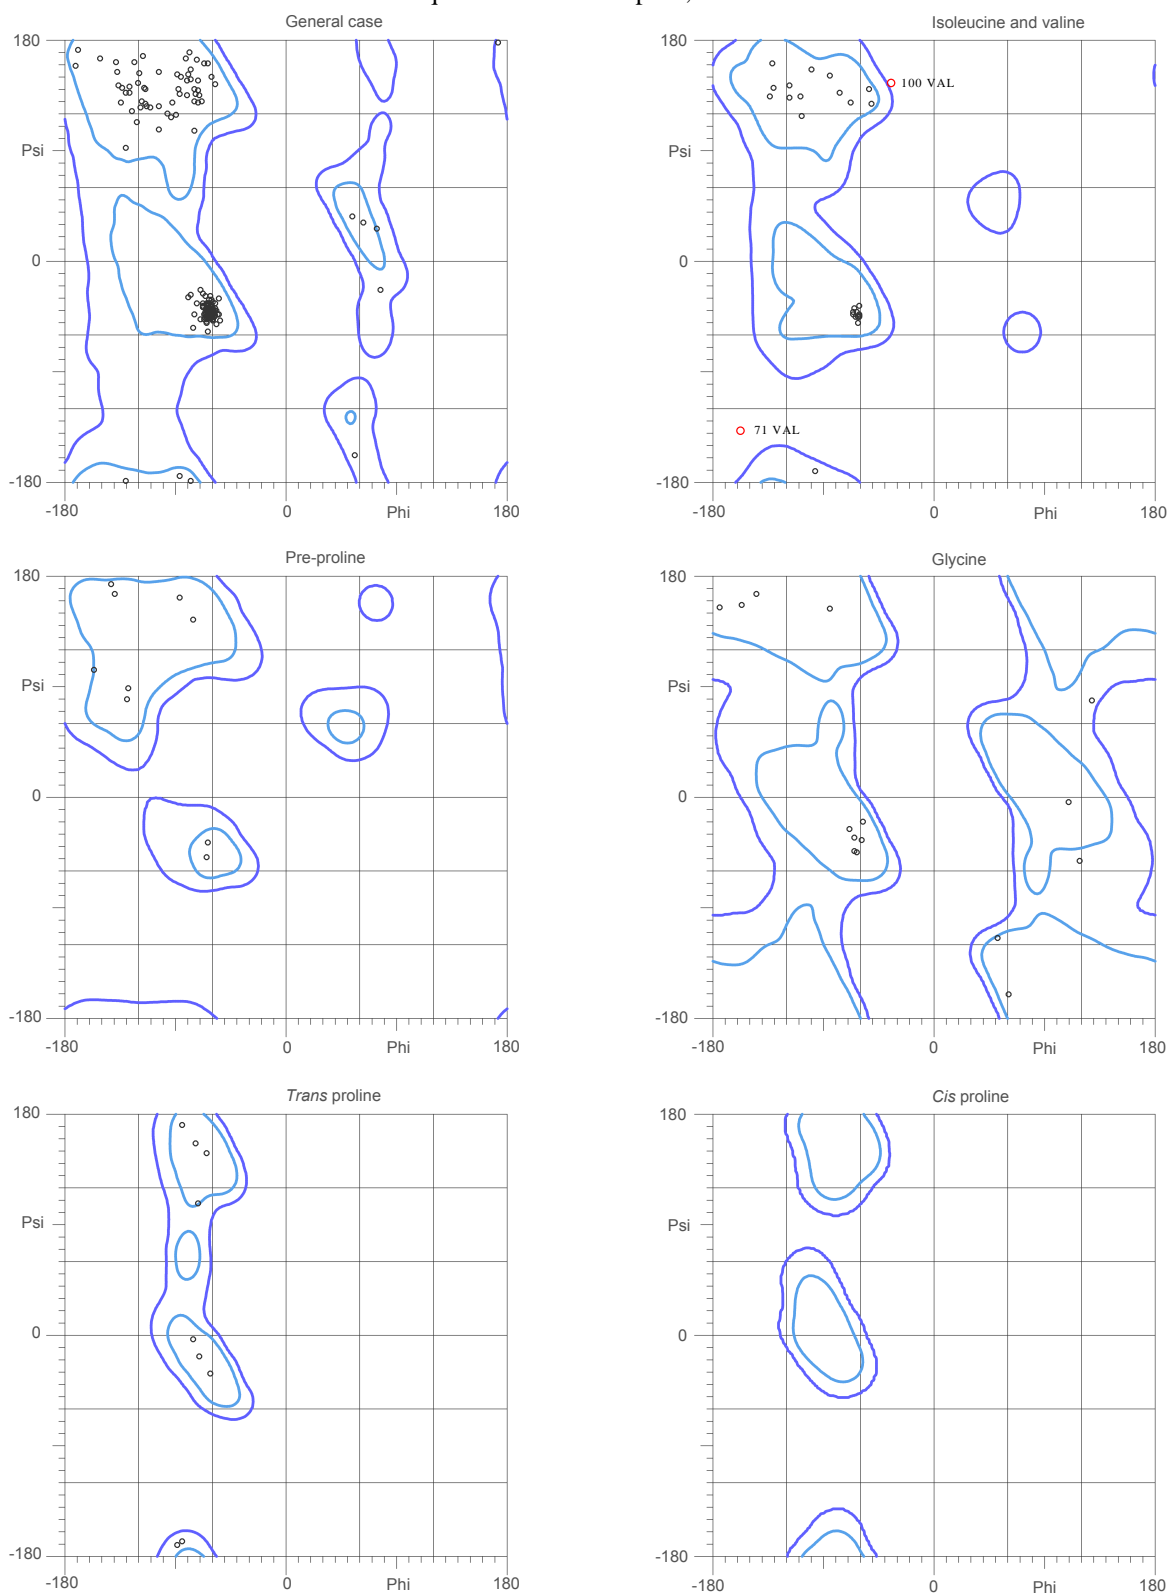 General case
Isoleucine and valine
180
Psi
0
-180
-180
0
Phi
180
180
100 VAL
Psi
0
71 VAL
-180
-180
0
Phi
180
Pre-proline
Glycine
180
Psi
0
-180
-180
0
Phi
180
180
Psi
0
-180
-180
0
Phi
180
Trans proline
Cis proline
180
Psi
0
-180
-180
0
Phi
180
180
Psi
0
-180
-180
0
Phi
180